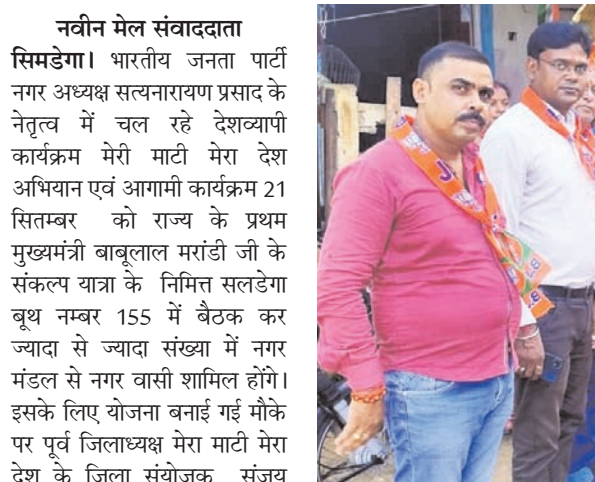 नवीन मेल संवाददाता
सिमडेगा। भारतीय जनता पार्टी
नगर अध्यक्ष सत्यनारायण प्रसाद के
नेतृत्व में चल रहे देशव्यापी
कार्यक्रम मेरी माटी मेरा देश
अभियान एवं आगामी कार्यक्रम 21
सितम्बर को राज्य के प्रथम
मुख्यमंत्री बाबूलाल मरांडी जी के
संकल्प यात्रा के निमित्त सलडेगा
बूथ नम्बर 155 में बैठक कर
ज्यादा से ज्यादा संख्या में नगर
मंडल से नगर वासी शामिल होंगे।
इसके लिए योजना बनाई गई मौके
पर पूर्व जिलाध्यक्ष मेरा माटी मेरा
देश के जिला संयोजक संजय